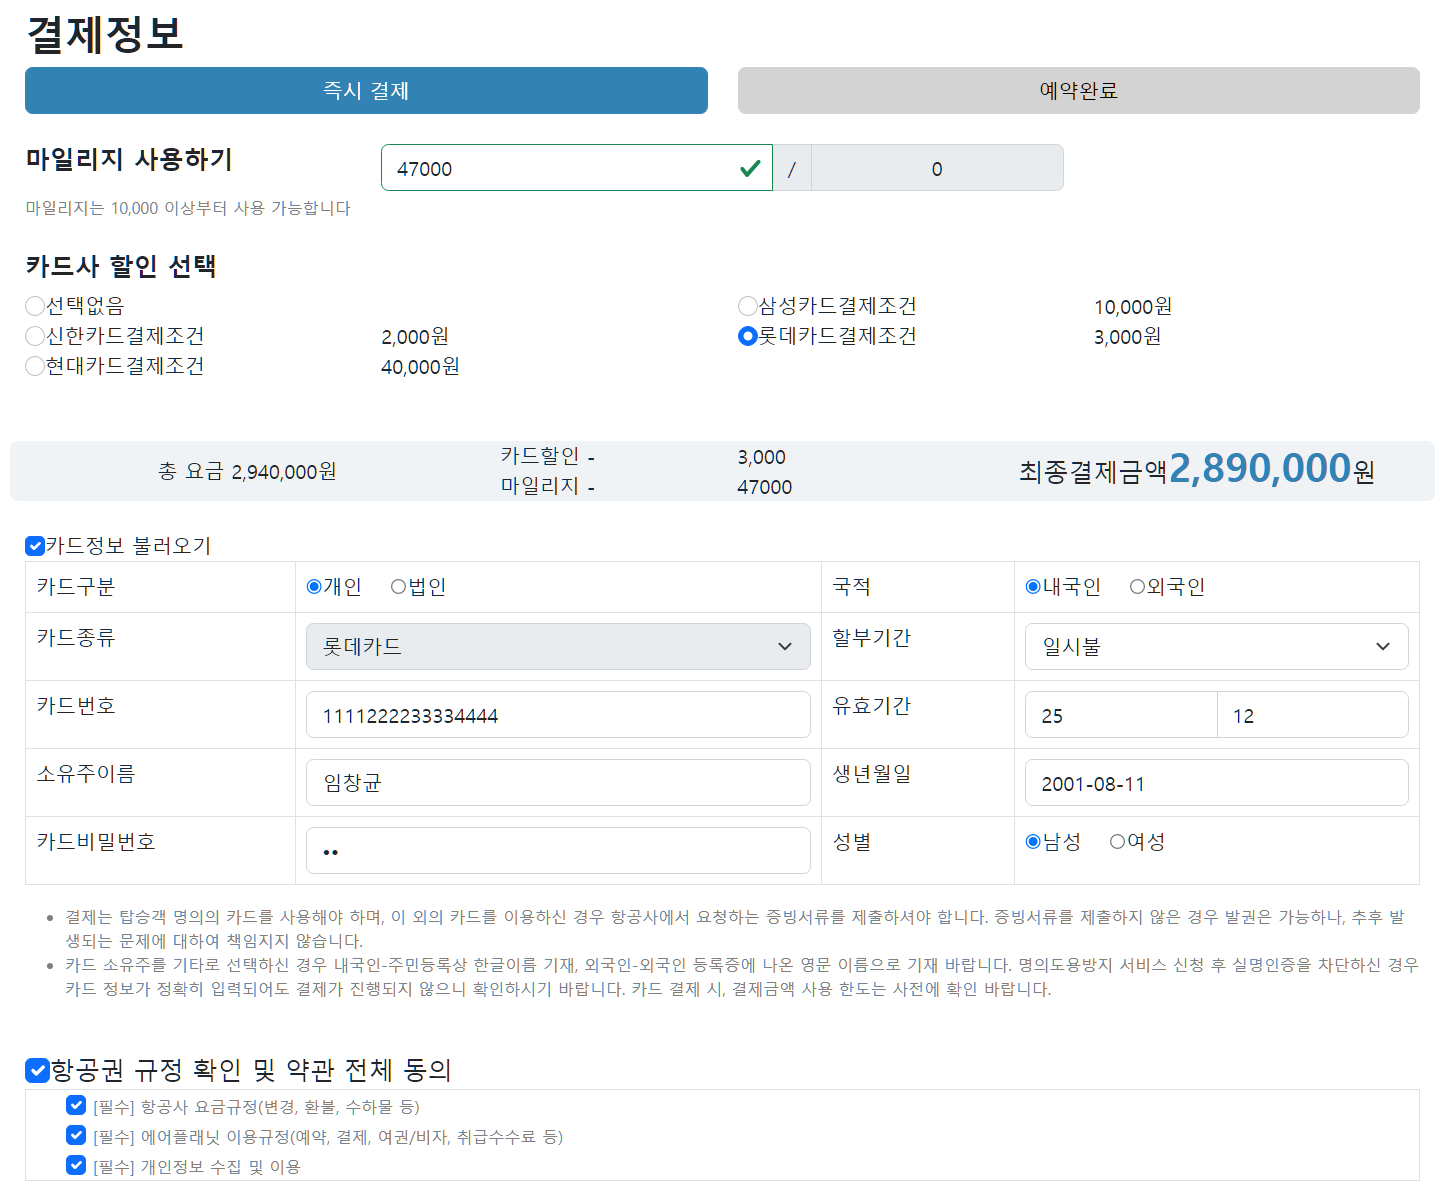 결제정보
즉시 결제 예약완료
마일리지 사용하기 47000 / 0
마일리지는 10,000 이상부터 사용 가능합니다
카드사 할인 선택
선택없음 삼성카드결제조건 10,000원
신한카드결제조건 2,000원 롯데카드결제조건 3,000원
현대카드결제조건 40,000원
총 요금 2,940,000원 카드할인 - 3,000 최종결제금액2,890,000원
마일리지 - 47000
카드정보 불러오기
카드구분 개인 법인 국적 내국인 외국인
카드종류 롯데카드 할부기간 일시불
카드번호 1111222233334444 유효기간 25 12
소유주이름 임창균 생년월일 2001-08-11
카드비밀번호 •• 성별 남성 여성
결제는 탑승객 명의의 카드를 사용해야 하며, 이 외의 카드를 이용하신 경우 항공사에서 요청하는 증빙서류를 제출하셔야 합니다. 증빙서류를 제출하지 않은 경우 발권은 가능하나, 추후 발
생되는 문제에 대하여 책임지지 않습니다.
카드 소유주를 기타로 선택하신 경우 내국인-주민등록상 한글이름 기재, 외국인-외국인 등록증에 나온 영문 이름으로 기재 바랍니다. 명의도용방지 서비스 신청 후 실명인증을 차단하신 경우
카드 정보가 정확히 입력되어도 결제가 진행되지 않으니 확인하시기 바랍니다. 카드 결제 시, 결제금액 사용 한도는 사전에 확인 바랍니다.
항공권 규정 확인 및 약관 전체 동의
[필수] 항공사 요금규정(변경, 환불, 수하물 등)
[필수] 에어플래닛 이용규정(예약, 결제, 여권/비자, 취급수수료 등)
[필수] 개인정보 수집 및 이용